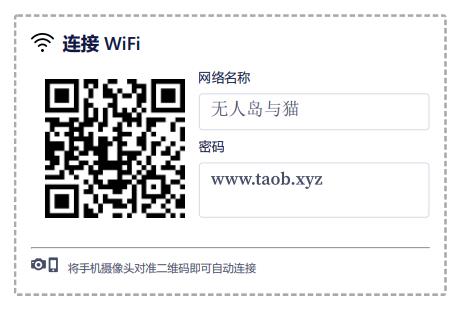 连接 WiFi
网络名称
无人岛与猫
密码
www.taob.xyz
将手机摄像头对准二维码即可自动连接